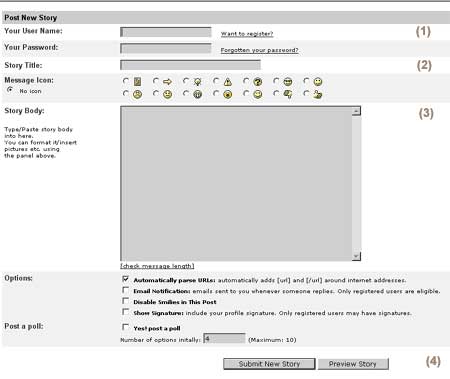 Post New Story
Your User Name: Want to register? (1)
Your Password: Forgotten your password?
Story Title: (2)
Message Icon:
No icon
Story Body: (3)
Type/Paste story body
into here.
You can format it/insert
pictures etc. using
the panel above.
[check message length]
Options: Automatically parse URLs: automatically adds [url] and [/url] around internet addresses.
Email Notification: emails sent to you whenever someone replies. Only registered users are eligible.
Disable Smilies in This Post
Show Signature: include your profile signature. Only registered users may have signatures.
Post a poll: Yes! post a poll
Number of options initally: 4 (Maximum: 10)
Submit New Story Preview Story (4)